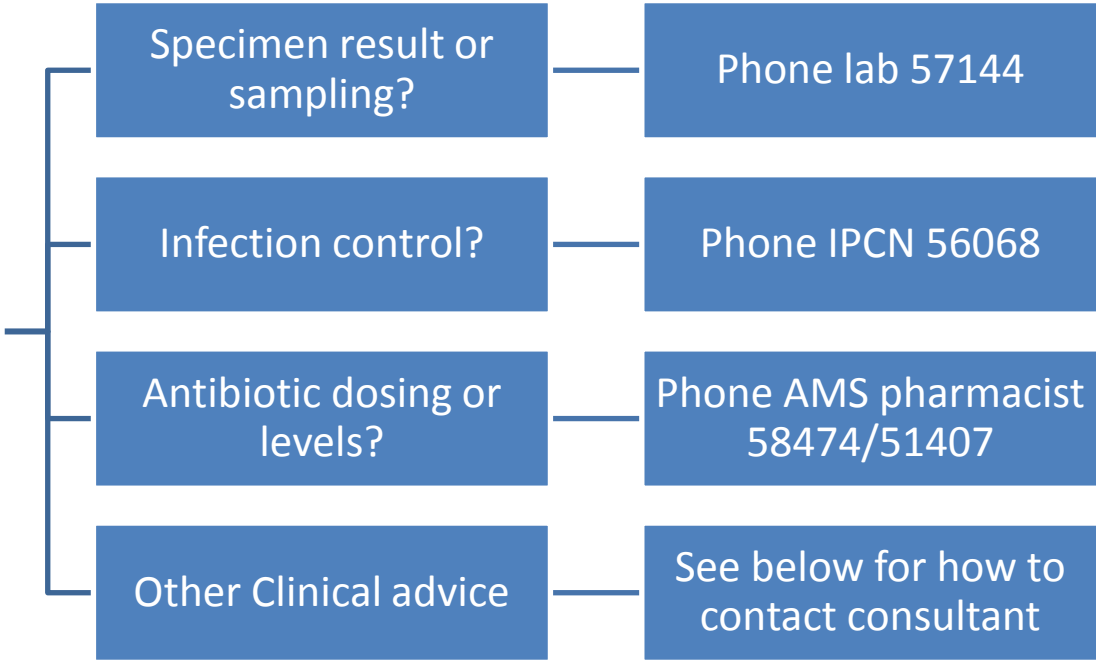 Specimen result or
sampling?
Phone lab 57144
Infection control?
Phone IPCN 56068
Antibiotic dosing or
levels?
Phone AMS pharmacist
58474/51407
Other Clinical advice
See below for how to
contact consultant